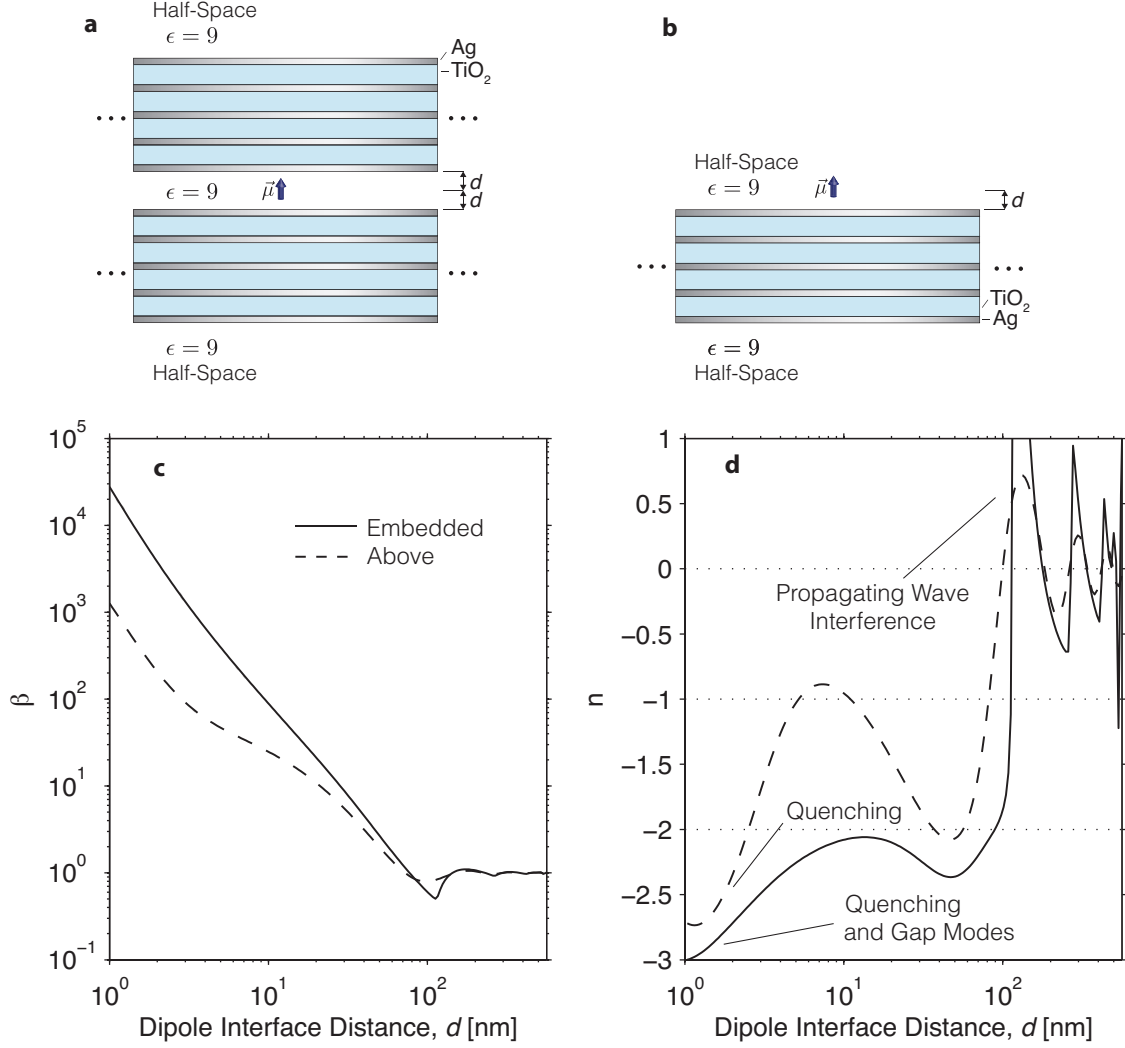 a
Half-Space
ϵ = 9
Ag
TiO2
• • •
• • •
ϵ = 9
μ⃗
d
d
• • •
• • •
ϵ = 9
Half-Space
b
Half-Space
ϵ = 9
μ⃗
d
• • •
• • •
TiO2
Ag
ϵ = 9
Half-Space
c
10^5
10^4
10^3
10^2
10^1
10^0
10^−1
β
Embedded
Above
10^0
10^1
10^2
Dipole Interface Distance, d [nm]
d
1
0.5
0
−0.5
−1
−1.5
−2
−2.5
−3
n
Propagating Wave
Interference
Quenching
Quenching
and Gap Modes
10^0
10^1
10^2
Dipole Interface Distance, d [nm]